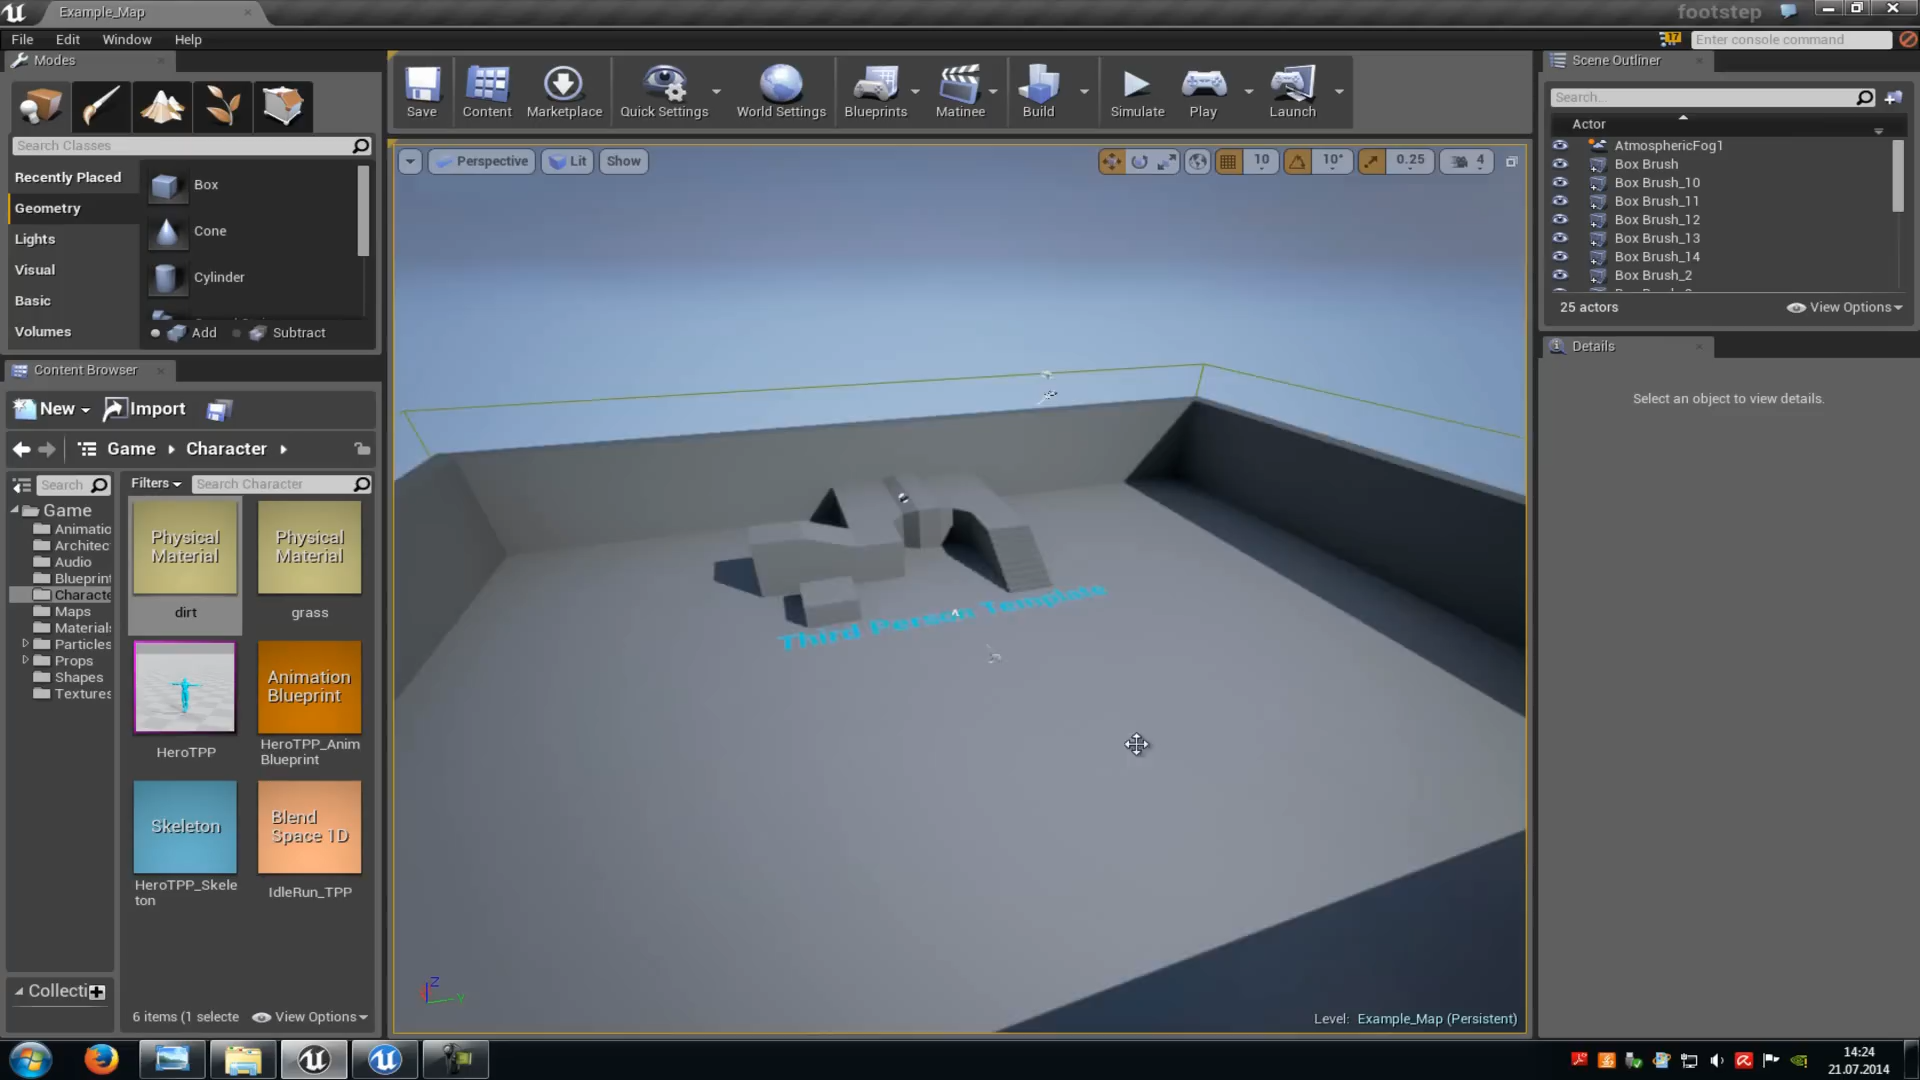 Example_Map
footstep
File Edit Window Help
17
Enter console command
Modes
Search Classes
Recently Placed
Geometry
Lights
Visual
Basic
Volumes
Box
Cone
Cylinder
Add Subtract
Save
Content
Marketplace
Quick Settings
World Settings
Blueprints
Matinee
Build
Simulate
Play
Launch
Perspective
Lit
Show
10
10°
0.25
4
Third Person Template
Z
Y
Level: Example_Map (Persistent)
Content Browser
New Import
Game Character
Search
Filters Search Character
Game
Animatio
Architec
Audio
Blueprint
Characte
Maps
Material
Particles
Props
Shapes
Textures
Collecti
Physical
Material
dirt
Physical
Material
grass
HeroTPP
Animation
Blueprint
HeroTPP_Anim
Blueprint
Skeleton
HeroTPP_Skele
ton
Blend
Space 1D
IdleRun_TPP
6 items (1 selecte View Options
Scene Outliner
Search...
Actor
AtmosphericFog1
Box Brush
Box Brush_10
Box Brush_11
Box Brush_12
Box Brush_13
Box Brush_14
Box Brush_2
25 actors View Options
Details
Select an object to view details.
14:24
21.07.2014